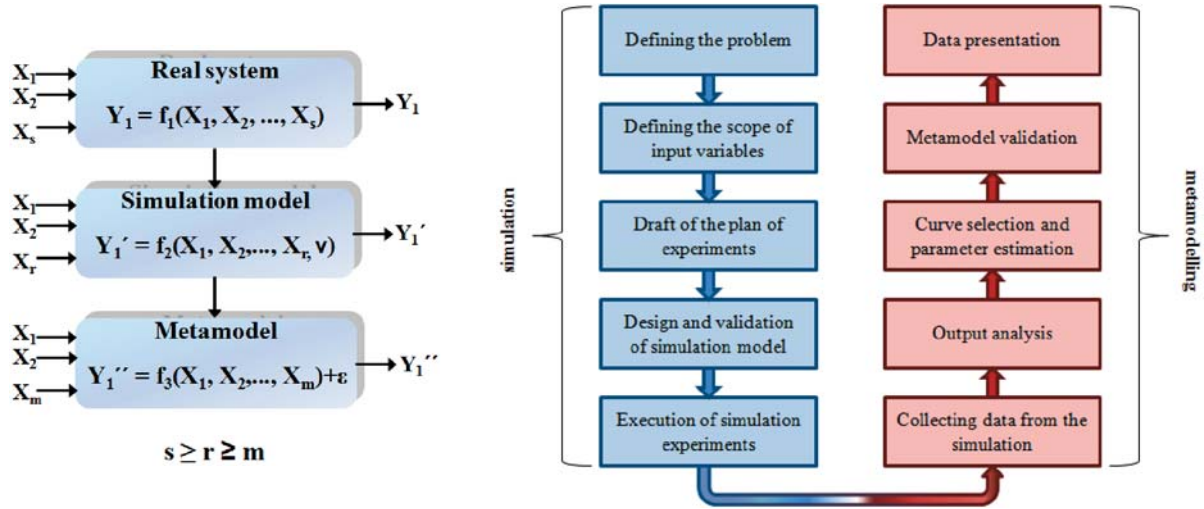 Real system
X₁
X₂
Xₛ
Y₁ = f₁(X₁, X₂, ..., Xₛ)
Y₁
Simulation model
X₁
X₂
Xᵣ
Y₁´ = f₂(X₁, X₂,..., Xᵣ, v)
Y₁´
Metamodel
X₁
X₂
Xₘ
Y₁´´ = f₃(X₁, X₂,..., Xₘ)+ε
Y₁´´
s ≥ r ≥ m
simulation
Defining the problem
Defining the scope of
input variables
Draft of the plan of
experiments
Design and validation
of simulation model
Execution of simulation
experiments
Data presentation
Metamodel validation
Curve selection and
parameter estimation
Output analysis
Collecting data from the
simulation
metamodelling